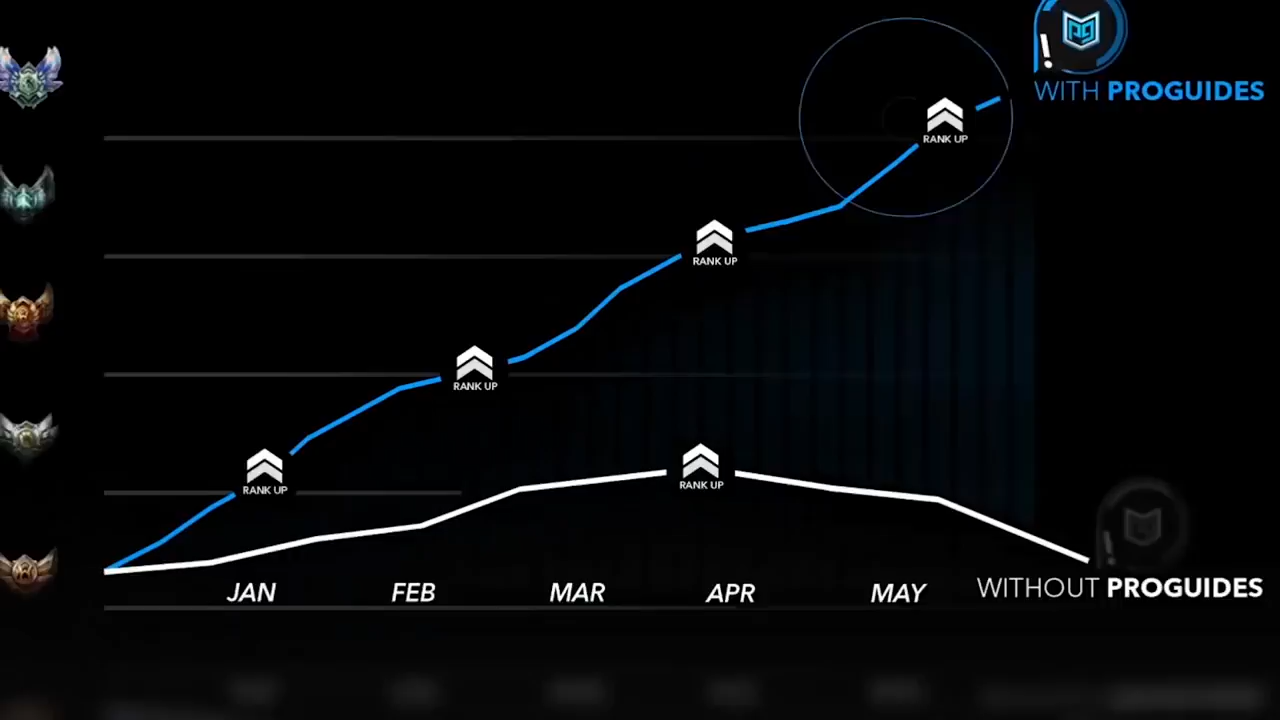 WITH PROGUIDES
RANK UP
RANK UP
RANK UP
RANK UP
RANK UP
JAN
FEB
MAR
APR
MAY
WITHOUT PROGUIDES